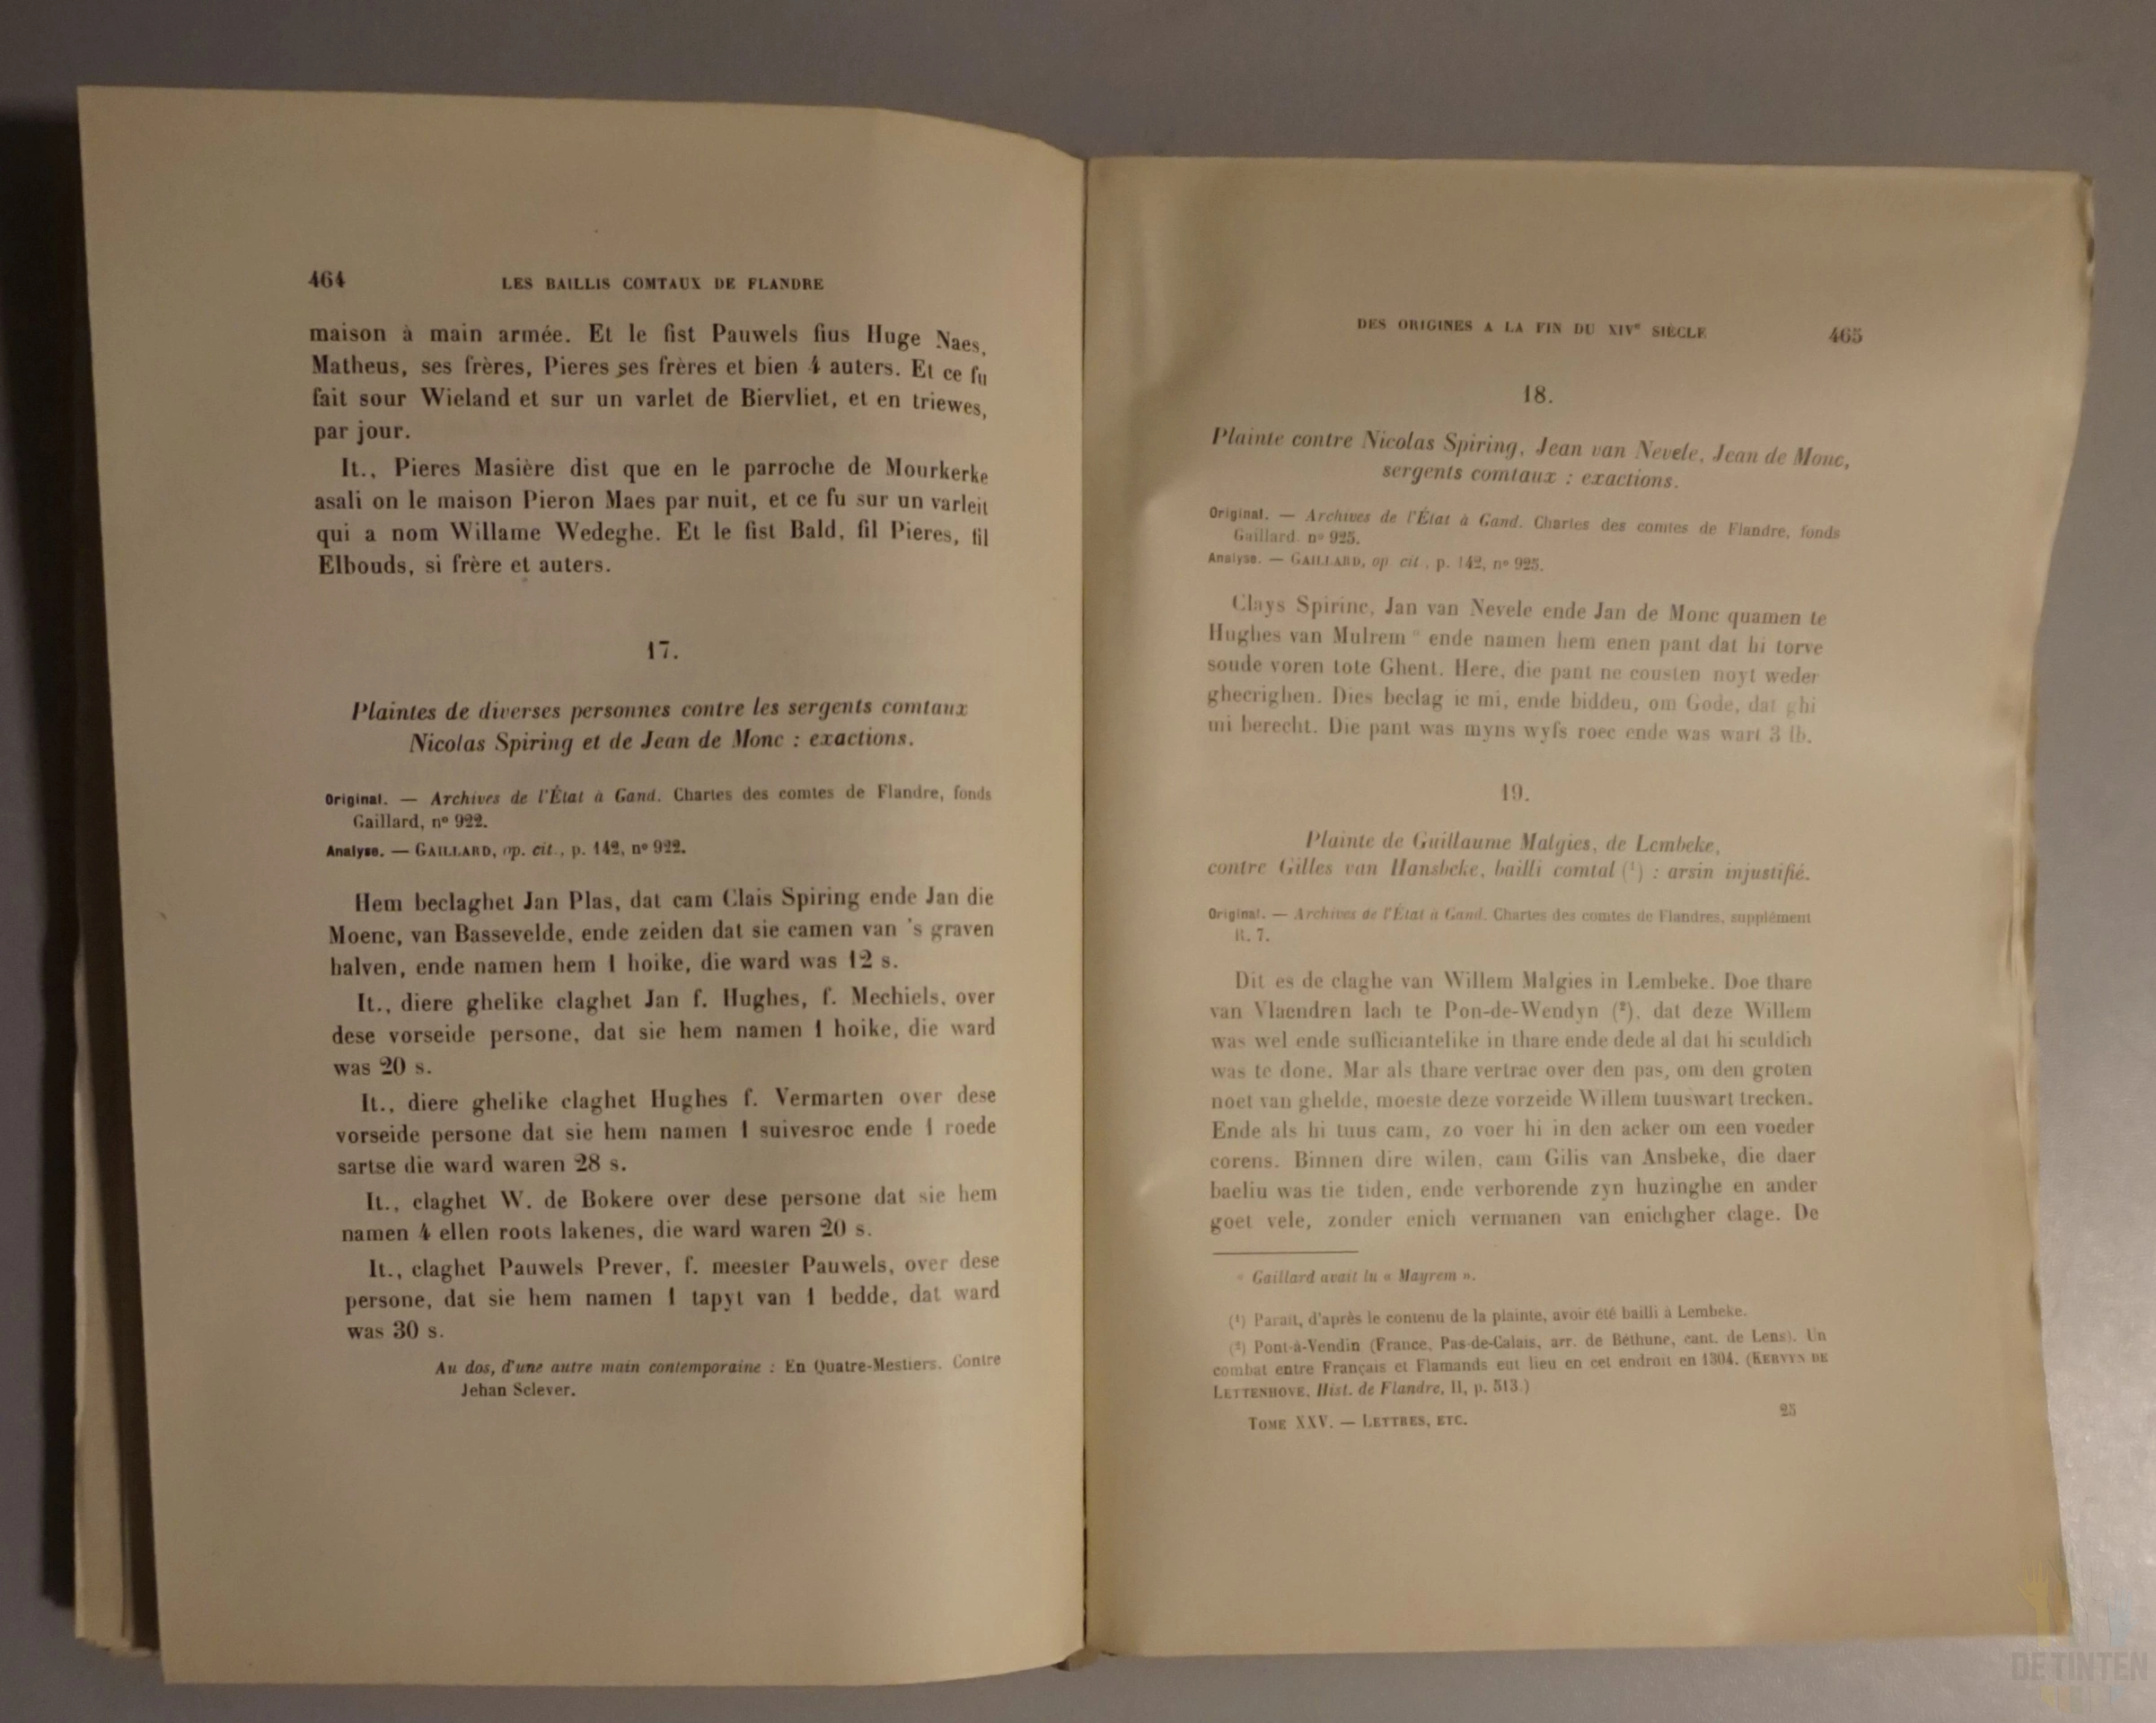 464
LES BAILLIS COMTAUX DE FLANDRE
maison à main armée. Et le fist Pauwels fius Huge Naes,
Matheus, ses frères, Pieres ses frères et bien 4 auters. Et ce fu
fait sour Wieland et sur un varlet de Biervliet, et en triewes,
par jour.
It., Pieres Masière dist que en le parroche de Mourkerke
asali on le maison Pieron Maes par nuit, et ce fu sur un varleit
qui a nom Willame Wedeghe. Et le fist Bald, fil Pieres, fil
Elbouds, si frère et auters.
17.
Plaintes de diverses personnes contre les sergents comtaux
Nicolas Spiring et de Jean de Monc : exactions.
Original. — Archives de l'État à Gand. Chartes des comtes de Flandre, fonds
Gaillard, nº 922.
Analyse. — GAILLARD, op. cit., p. 142, nº 922.
Hem beclaghet Jan Plas, dat cam Clais Spiring ende Jan die
Moenc, van Bassevelde, ende zeiden dat sie camen van 's graven
halven, ende namen hem 1 hoike, die ward was 12 s.
It., diere ghelike claghet Jan f. Hughes, f. Mechiels, over
dese vorseide persone, dat sie hem namen 1 hoike, die ward
was 20 s.
It., diere ghelike claghet Hughes f. Vermarten over dese
vorseide persone dat sie hem namen 1 suivesroc ende 1 roede
sartse die ward waren 28 s.
It., claghet W. de Bokere over dese persone dat sie hem
namen 4 ellen roots lakenes, die ward waren 20 s.
It., claghet Pauwels Prever, f. meester Pauwels, over dese
persone, dat sie hem namen 1 tapyt van 1 bedde, dat ward
was 30 s.
Au dos, d'une autre main contemporaine : En Quatre-Mestiers. Contre
Jehan Sclever.
DES ORIGINES A LA FIN DU XIVe SIÈCLE
465
18.
Plainte contre Nicolas Spiring, Jean van Nevele, Jean de Monc,
sergents comtaux : exactions.
Original. — Archives de l'État à Gand. Chartes des comtes de Flandre, fonds
Gaillard. nº 925.
Analyse. — GAILLARD, op cit., p. 142, nº 925.
Clays Spirinc, Jan van Nevele ende Jan de Monc quamen te
Hughes van Mulrem a ende namen hem enen pant dat hi torve
soude voren tote Ghent. Here, die pant ne cousten noyt weder
ghecrighen. Dies beclag ic mi, ende biddeu, om Gode, dat ghi
mi berecht. Die pant was myns wyfs roec ende was wart 3 lb.
19.
Plainte de Guillaume Malgies, de Lembeke,
contre Gilles van Hansbeke, bailli comtal (1) : arsin injustifié.
Original. — Archives de l'État à Gand. Chartes des comtes de Flandres, supplément
R. 7.
Dit es de claghe van Willem Malgies in Lembeke. Doe thare
van Vlaendren lach te Pon-de-Wendyn (2), dat deze Willem
was wel ende sufficiantelike in thare ende dede al dat hi sculdich
was te done. Mar als thare vertrac over den pas, om den groten
noet van ghelde, moeste deze vorzeide Willem tuuswart trecken.
Ende als hi tuus cam, zo voer hi in den acker om een voeder
corens. Binnen dire wilen, cam Gilis van Ansbeke, die daer
baeliu was tie tiden, ende verborende zyn huzinghe en ander
goet vele, zonder enich vermanen van enichgher clage. De
a Gaillard avait lu « Mayrem ».
(1) Parait, d'après le contenu de la plainte, avoir été bailli à Lembeke.
(2) Pont-à-Vendin (France, Pas-de-Calais, arr. de Béthune, cant. de Lens). Un
combat entre Français et Flamands eut lieu en cet endroit en 1304. (KERVYN DE
LETTENHOVE, Hist. de Flandre, II, p. 513.)
TOME XXV. — LETTRES, ETC.
25
DE TINTEN